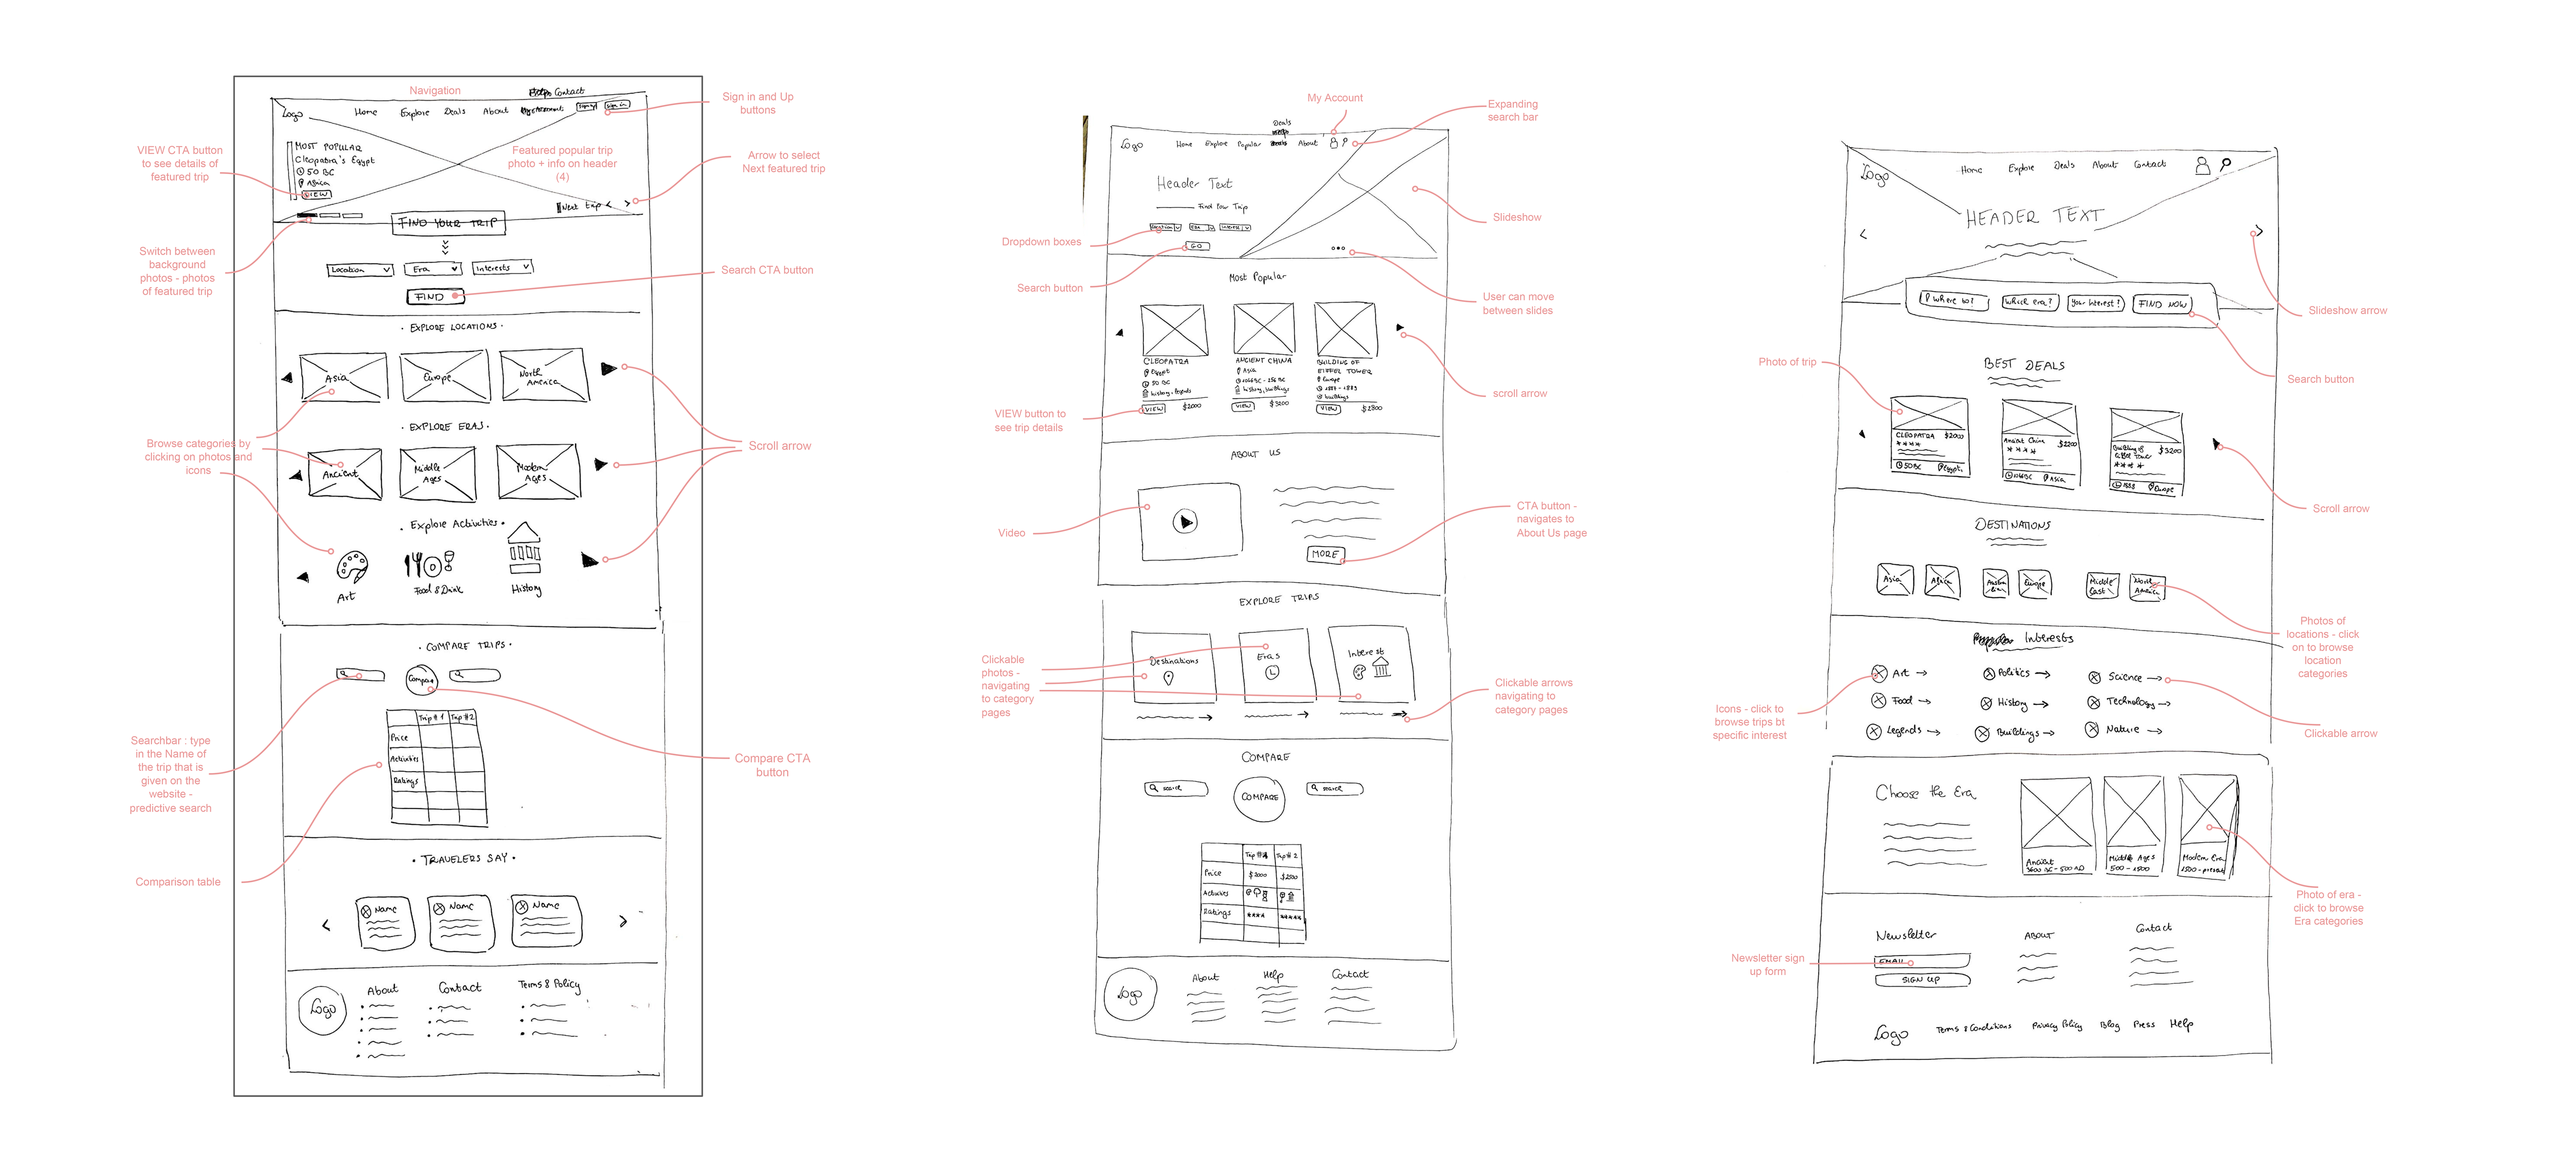 Navigation
Contact
Logo
Home
Explore
Deals
About
Sign up
Sign in
Sign in and Up
buttons
MOST POPULAR
Cleopatra's Egypt
50 BC
Africa
VIEW
VIEW CTA button
to see details of
featured trip
Featured popular trip
photo + info on header
(4)
Arrow to select
Next featured trip
Next trip < >
Switch between
background
photos - photos
of featured trip
FIND YOUR TRIP
Location
Era
Interests
FIND
Search CTA button
• EXPLORE LOCATIONS •
Asia
Europe
North
America
• EXPLORE ERAS •
Ancient
Middle
Ages
Modern
Ages
Browse categories by
clicking on photos and
icons
Scroll arrow
• Explore Activities •
Art
Food & Drink
History
• COMPARE TRIPS •
Compare
Searchbar : type
in the Name of
the trip that is
given on the
website -
predictive search
Trip # 1
Trip # 2
Price
Activities
Ratings
Compare CTA
button
Comparison table
• TRAVELERS SAY •
Name
Name
Name
Logo
About
Contact
Terms & Policy
My Account
Expanding
search bar
Deals
Logo
Home
Explore
Popular
About
Header Text
Find Your Trip
Location
Era
Interest
GO
Dropdown boxes
Search button
Slideshow
User can move
between slides
Most Popular
CLEOPATRA
Egypt
50 BC
history, legends
VIEW
$2000
ANCIENT CHINA
Asia
1046 BC - 256 BC
history, buildings
VIEW
$3200
BUILDING OF
EIFFEL TOWER
Europe
1887 - 1889
buildings
VIEW
$2800
scroll arrow
VIEW button to
see trip details
ABOUT US
Video
MORE
CTA button -
navigates to
About Us page
EXPLORE TRIPS
Destinations
Eras
Interest
Clickable
photos -
navigating
to category
pages
Clickable arrows
navigating to
category pages
COMPARE
search
COMPARE
search
Trip #1
Trip # 2
Price
$2000
$2500
Activities
Ratings
****
*****
Logo
About
Help
Contact
Logo
Home
Explore
Deals
About
Contact
HEADER TEXT
Where to?
Which era?
Your Interest?
FIND NOW
Slideshow arrow
Search button
Photo of trip
BEST DEALS
CLEOPATRA $2000
****
50 BC
Egypt
Ancient China
$2200
****
1046 BC
Asia
Building of
Eiffel Tower
$3200
****
1888
Europe
Scroll arrow
DESTINATIONS
Asia
Africa
Europe
Middle
East
North
America
Photos of
locations - click
on to browse
location
categories
Interests
Art →
Politics →
Science →
Food →
History →
Technology →
Legends →
Buildings →
Nature →
Icons - click to
browse trips bt
specific interest
Clickable arrow
Choose the Era
Ancient
3600 BC - 500 AD
Middle Ages
500 - 1500
Modern Era
1500 - present
Photo of era -
click to browse
Era categories
Newsletter
EMAIL
SIGN UP
Newsletter sign
up form
ABOUT
Contact
Logo
Terms & Conditions
Privacy Policy
Blog
Press
Help